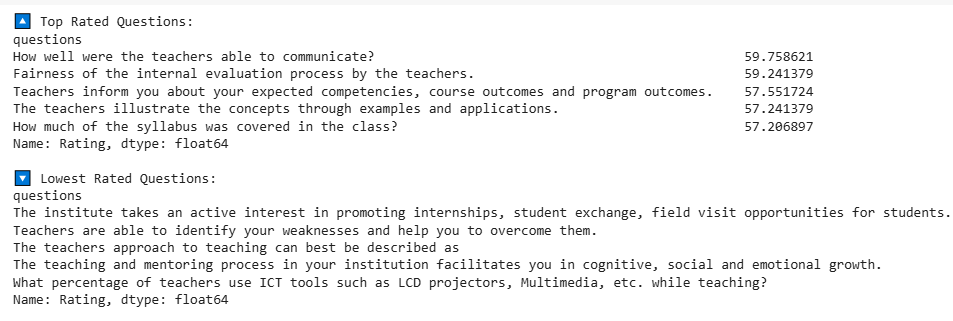 🔼 Top Rated Questions:
questions
How well were the teachers able to communicate? 59.758621
Fairness of the internal evaluation process by the teachers. 59.241379
Teachers inform you about your expected competencies, course outcomes and program outcomes. 57.551724
The teachers illustrate the concepts through examples and applications. 57.241379
How much of the syllabus was covered in the class? 57.206897
Name: Rating, dtype: float64
🔽 Lowest Rated Questions:
questions
The institute takes an active interest in promoting internships, student exchange, field visit opportunities for students.
Teachers are able to identify your weaknesses and help you to overcome them.
The teachers approach to teaching can best be described as
The teaching and mentoring process in your institution facilitates you in cognitive, social and emotional growth.
What percentage of teachers use ICT tools such as LCD projectors, Multimedia, etc. while teaching?
Name: Rating, dtype: float64